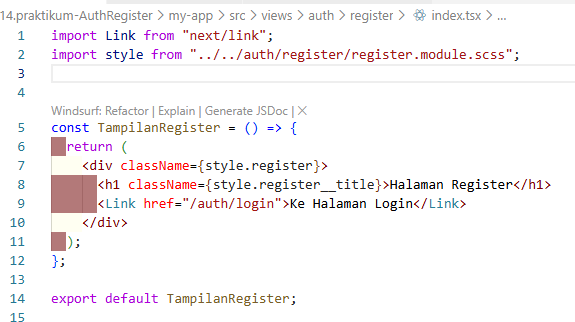 14.praktikum-AuthRegister > my-app > src > views > auth > register > index.tsx > ...
1 import Link from "next/link";
2 import style from "../../auth/register/register.module.scss";
3
4
Windsurf: Refactor | Explain | Generate JSDoc | X
5 const TampilanRegister = () => {
6 return (
7 <div className={style.register}>
8 <h1 className={style.register__title}>Halaman Register</h1>
9 <Link href="/auth/login">Ke Halaman Login</Link>
10 </div>
11 );
12 };
13
14 export default TampilanRegister;
15